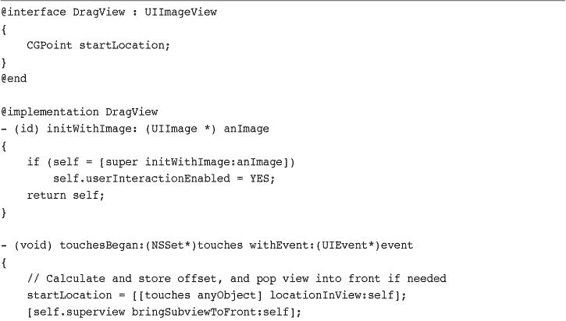 @interface DragView : UIImageView
{
    CGPoint startLocation;
}
@end

@implementation DragView
- (id) initWithImage: (UIImage *) anImage
{
    if (self = [super initWithImage:anImage])
        self.userInteractionEnabled = YES;
    return self;
}

- (void) touchesBegan:(NSSet*)touches withEvent:(UIEvent*)event
{
    // Calculate and store offset, and pop view into front if needed
    startLocation = [[touches anyObject] locationInView:self];
    [self.superview bringSubviewToFront:self];